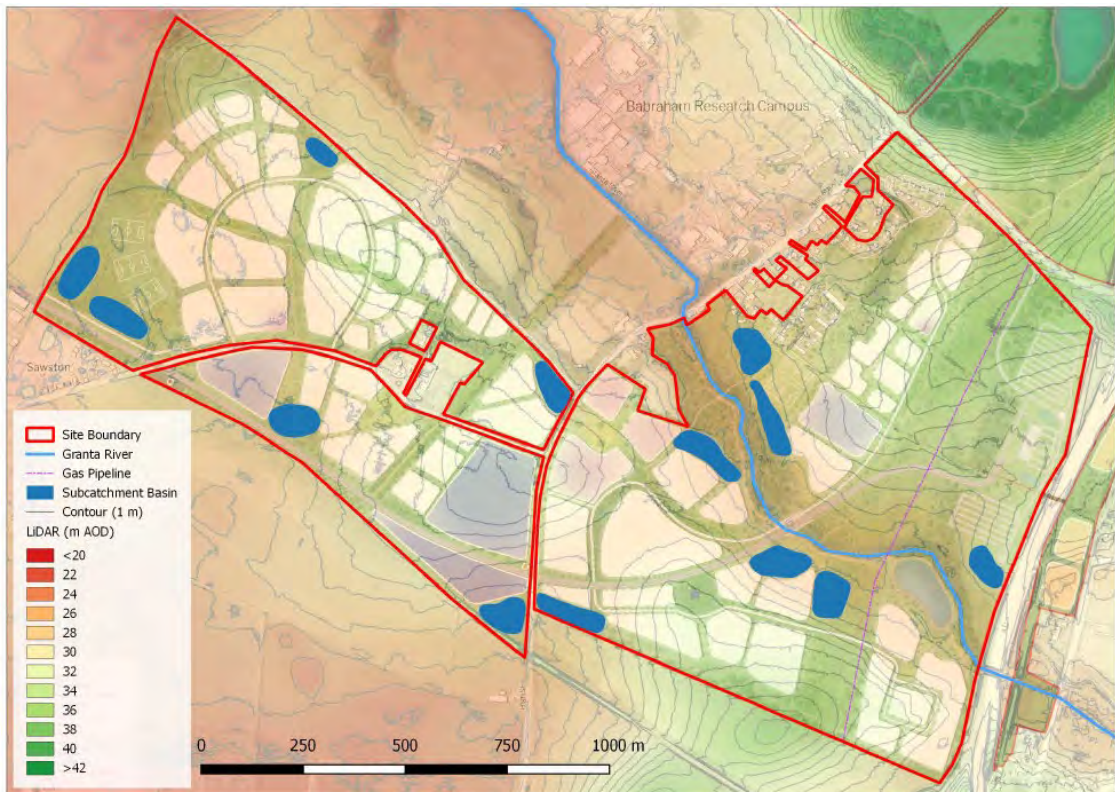 Babraham Research Campus
Sawston
Site Boundary
Granta River
Gas Pipeline
Subcatchment Basin
Contour (1 m)
LiDAR (m AOD)
<20
22
24
26
28
30
32
34
36
38
40
>42
0 250 500 750 1000 m